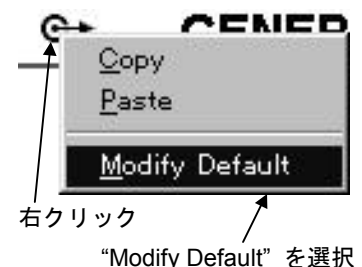 GENER
Copy
Paste
Modify Default
右クリック
“Modify Default” を選択